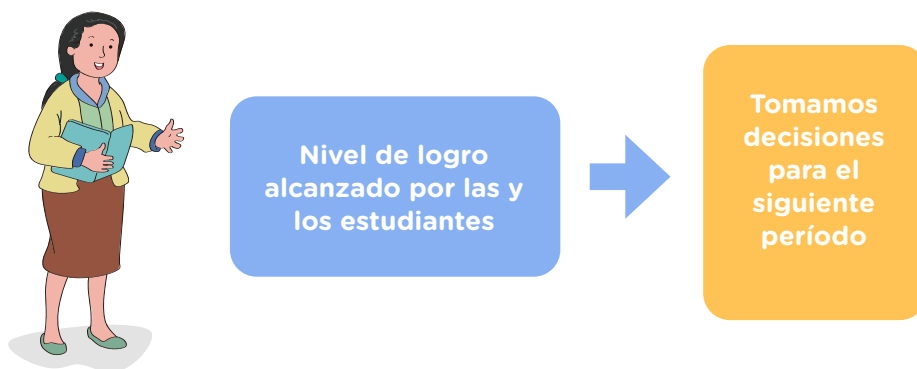 Nivel de logro
alcanzado por las y
los estudiantes
Tomamos
decisiones
para el
siguiente
período